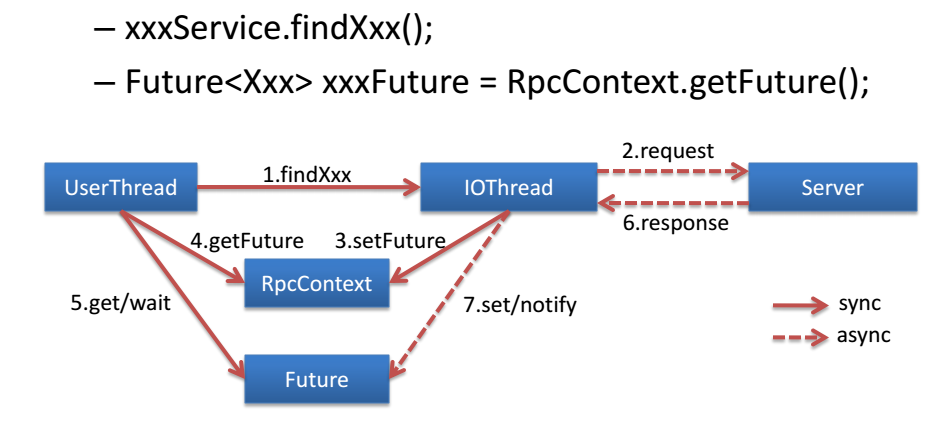 – xxxService.findXxx();
– Future<Xxx> xxxFuture = RpcContext.getFuture();
2.request
1.findXxx
UserThread
IOThread
Server
6.response
4.getFuture
3.setFuture
RpcContext
5.get/wait
7.set/notify
sync
async
Future